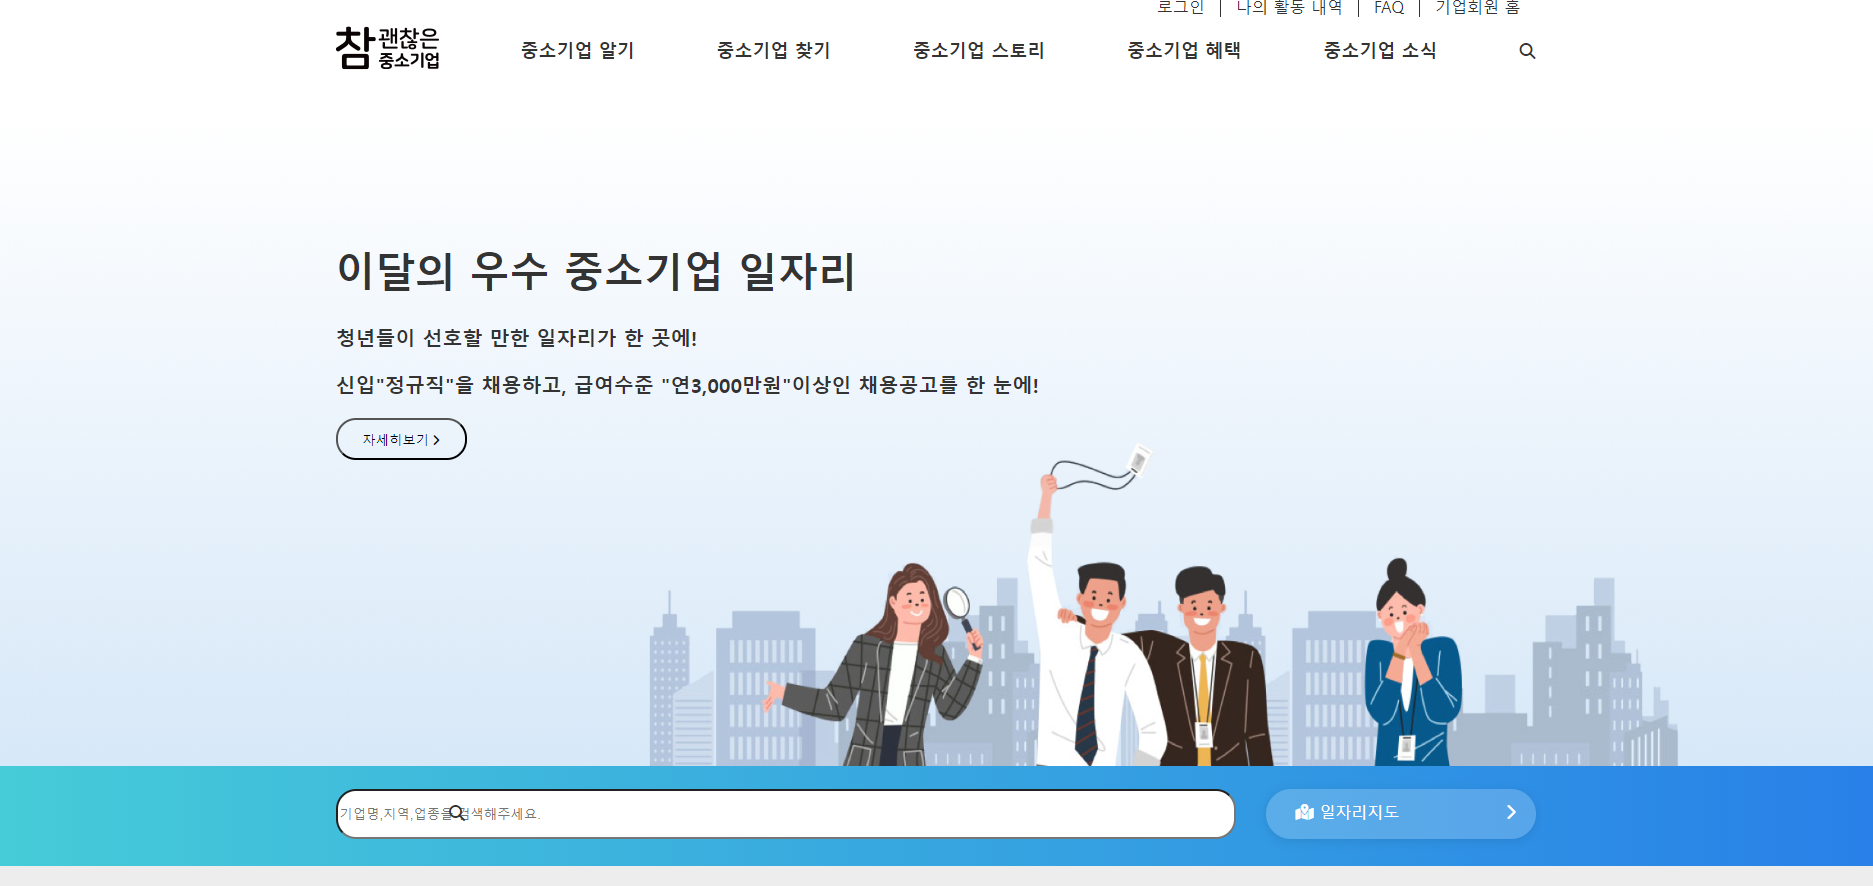 로그인 | 나의 활동 내역 | FAQ | 기업회원 홈
참 괜찮은 중소기업
중소기업 알기 중소기업 찾기 중소기업 스토리 중소기업 혜택 중소기업 소식
이달의 우수 중소기업 일자리
청년들이 선호할 만한 일자리가 한 곳에!
신입"정규직"을 채용하고, 급여수준 "연3,000만원"이상인 채용공고를 한 눈에!
자세히보기
기업명,지역,업종을 검색해주세요.
일자리지도